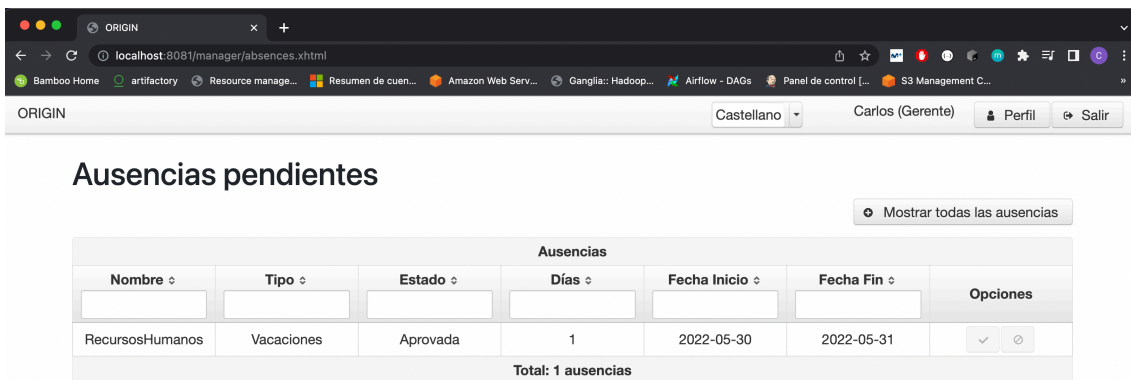 ORIGIN
localhost:8081/manager/absences.xhtml
Bamboo Home artifactory Resource manage... Resumen de cuen... Amazon Web Serv... Ganglia:: Hadoop... Airflow - DAGs Panel de control [... S3 Management C... »
ORIGIN Castellano Carlos (Gerente) Perfil Salir
Ausencias pendientes
Mostrar todas las ausencias
Ausencias
Nombre Tipo Estado Días Fecha Inicio Fecha Fin Opciones
RecursosHumanos Vacaciones Aprovada 1 2022-05-30 2022-05-31
Total: 1 ausencias